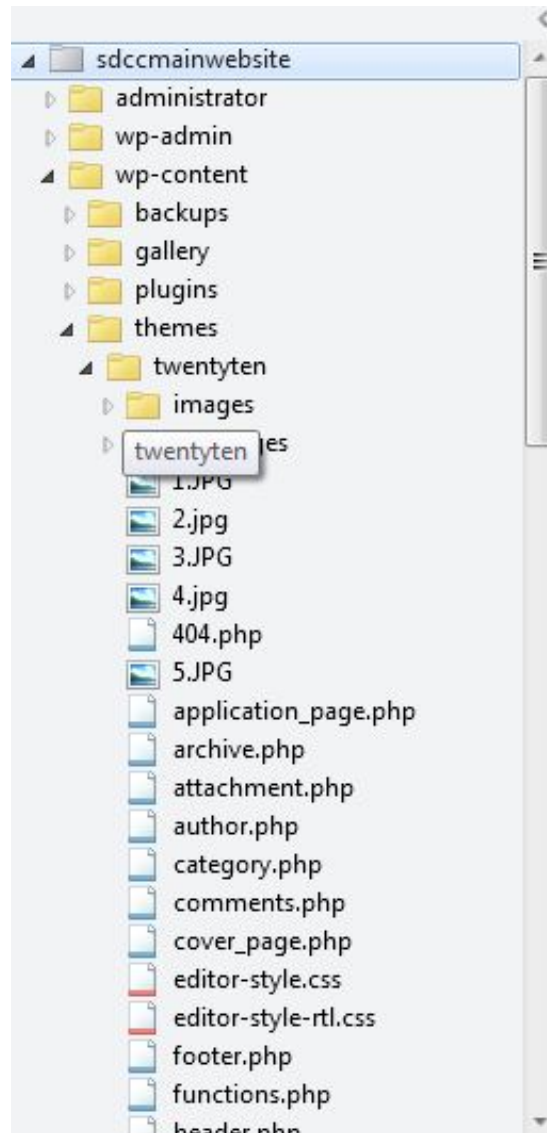 sdccmainwebsite
administrator
wp-admin
wp-content
backups
gallery
plugins
themes
twentyten
images
twentyten
1.JPG
2.jpg
3.JPG
4.jpg
404.php
5.JPG
application_page.php
archive.php
attachment.php
author.php
category.php
comments.php
cover_page.php
editor-style.css
editor-style-rtl.css
footer.php
functions.php
header.php